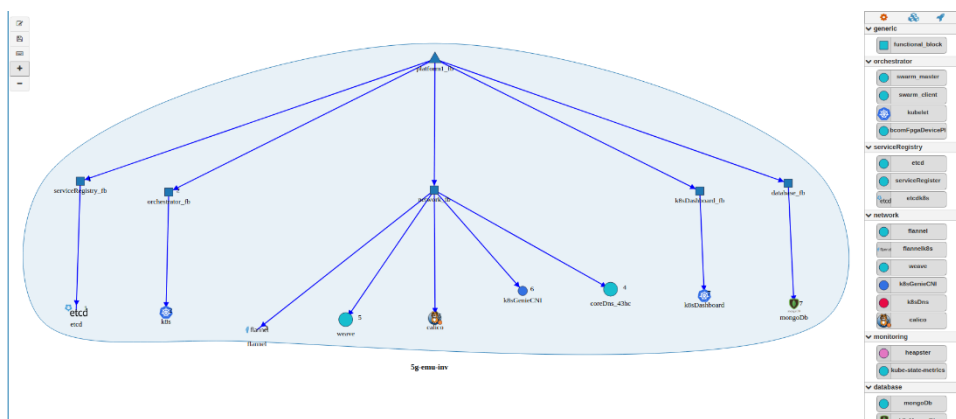 platform1_fb
serviceRegistry_fb
orchestrator_fb
network_fb
k8sDashboard_fb
database_fb
etcd
etcd
k8s
flannel
flannel
5
weave
calico
6
k8sGenieCNI
4
coreDns_43hc
k8sDashboard
7
mongoDb
5g-emu-inv
generic
functional_block
orchestrator
swarm_master
swarm_client
kubelet
bcomFpgaDevicePl
serviceRegistry
etcd
serviceRegister
etcd
etcdk8s
network
flannel
flannelk8s
weave
k8sGenieCNI
k8sDns
calico
monitoring
heapster
kube-state-metrics
database
mongoDb